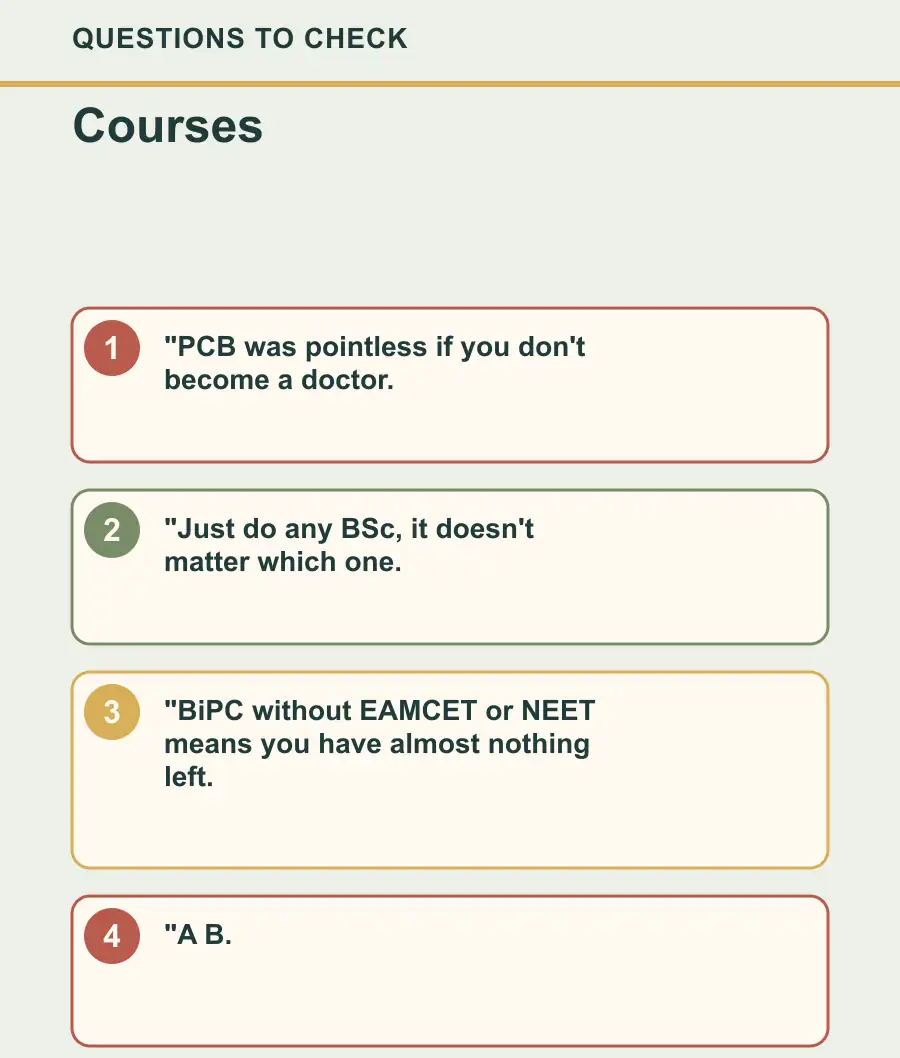 QUESTIONS TO CHECK
Courses
1
"PCB was pointless if you don't
become a doctor.
2
"Just do any BSc, it doesn't
matter which one.
3
"BiPC without EAMCET or NEET
means you have almost nothing
left.
4
"A B.